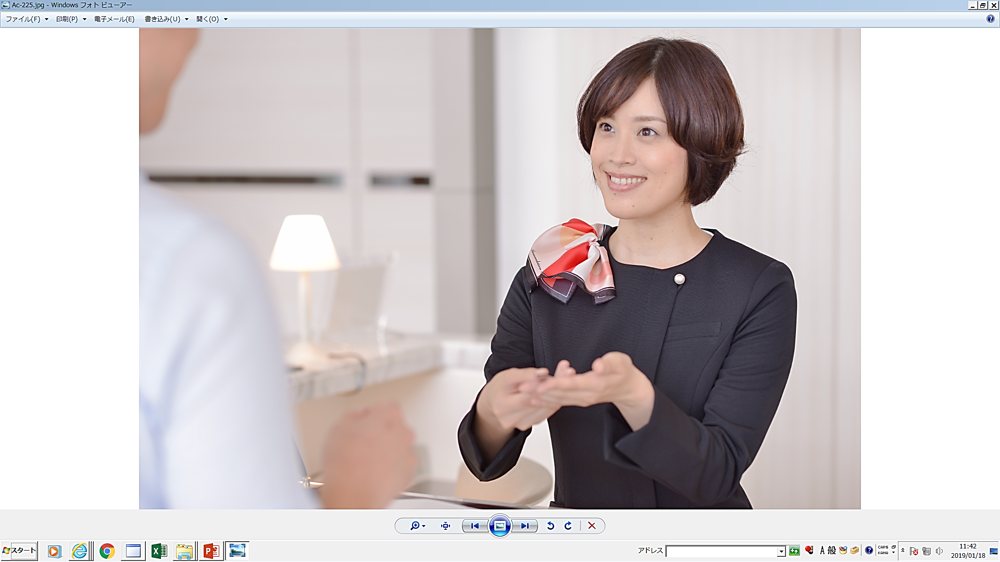 Ac-225.jpg - Windows フォト ビューアー
ファイル(F) 印刷(P) 電子メール(E) 書き込み(U) 開く(O)
スタート
アドレス
A 般
CAPS
KANA
11:42
2019/01/18